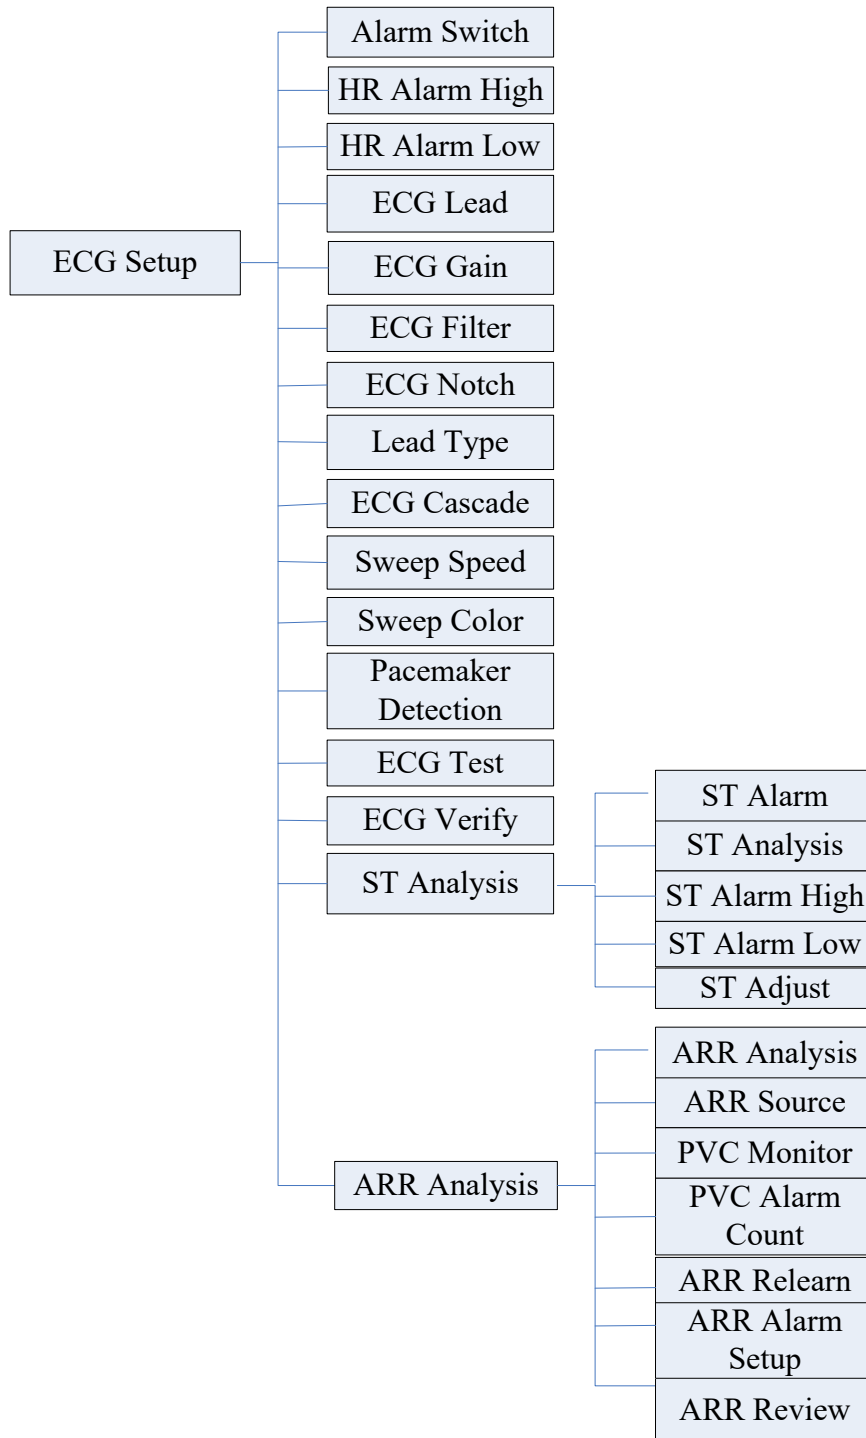 Alarm Switch
HR Alarm High
HR Alarm Low
ECG Lead
ECG Setup
ECG Gain
ECG Filter
ECG Notch
Lead Type
ECG Cascade
Sweep Speed
Sweep Color
Pacemaker
Detection
ECG Test
ECG Verify
ST Analysis
ST Alarm
ST Analysis
ST Alarm High
ST Alarm Low
ST Adjust
ARR Analysis
ARR Analysis
ARR Source
PVC Monitor
PVC Alarm
Count
ARR Relearn
ARR Alarm
Setup
ARR Review